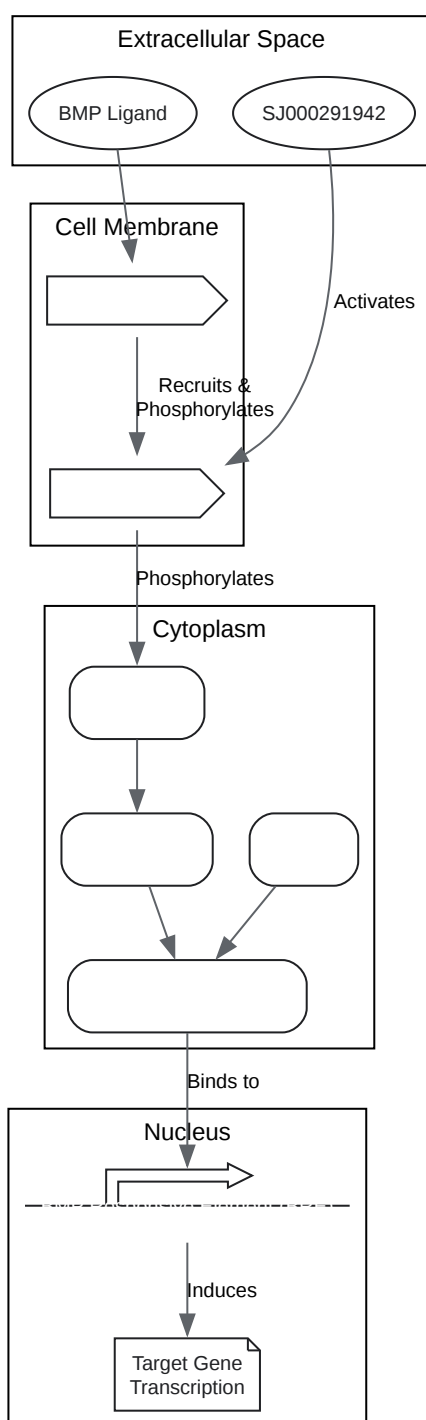 Extracellular Space
BMP Ligand
SJ000291942
Cell Membrane
Activates
Recruits &
Phosphorylates
Phosphorylates
Cytoplasm
Binds to
Nucleus
Induces
Target Gene
Transcription